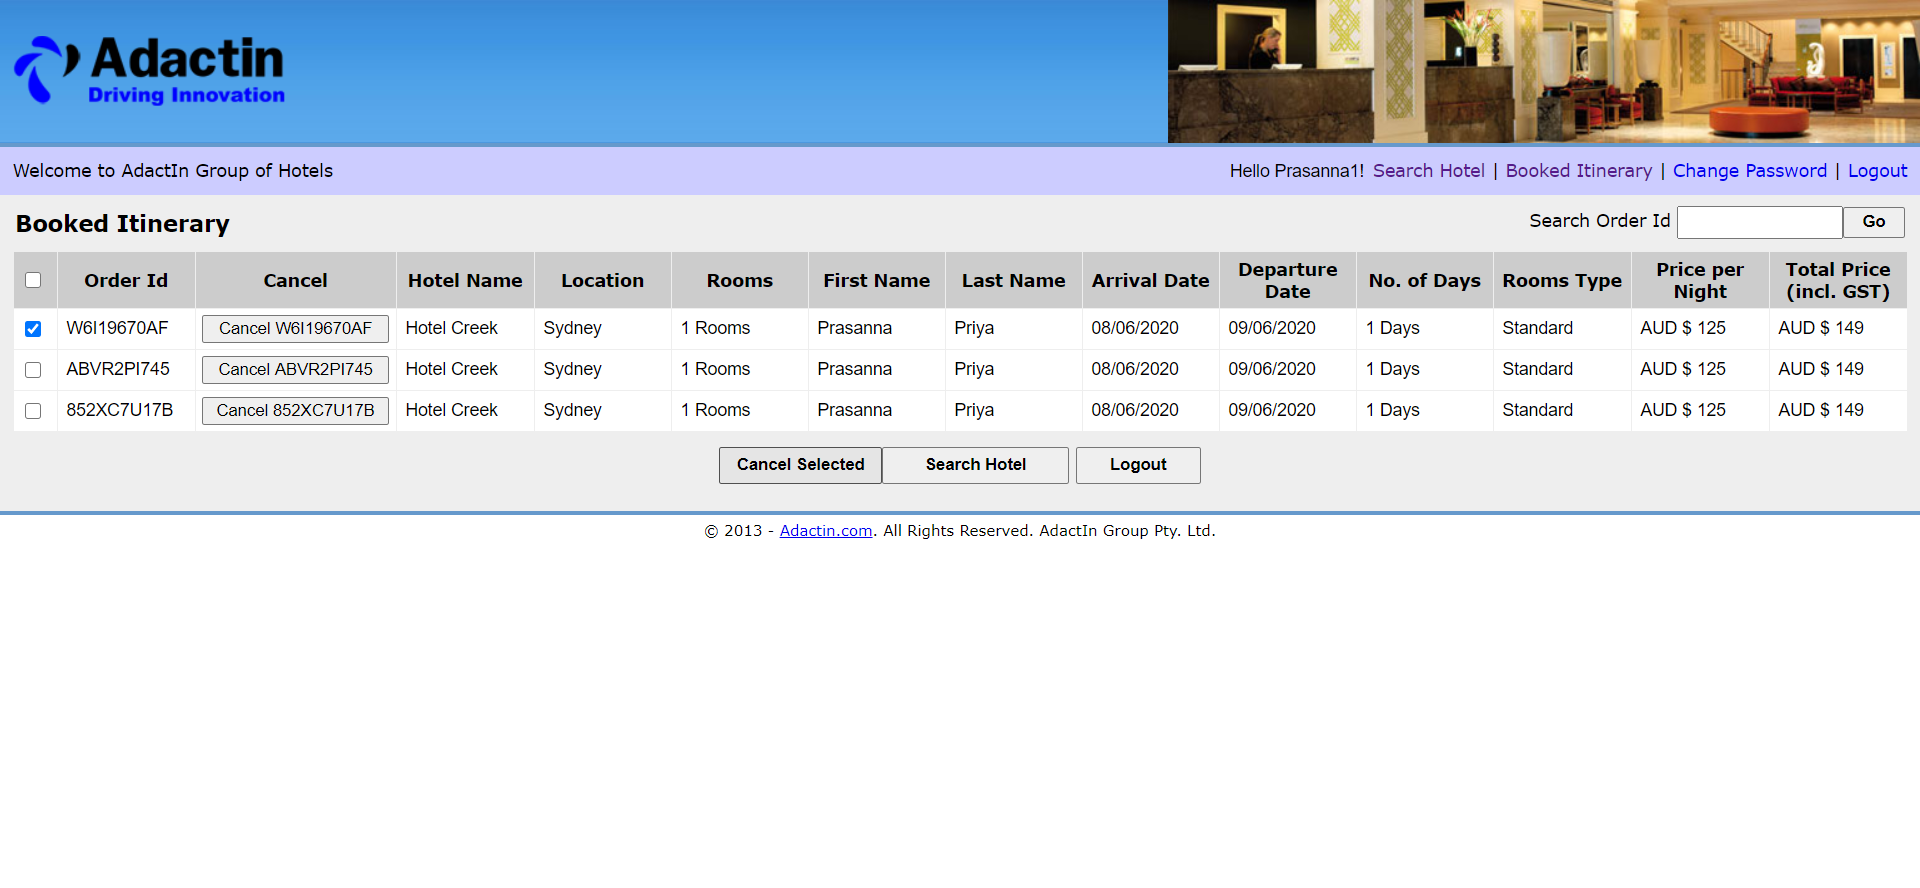 Adactin
Driving Innovation
Welcome to AdactIn Group of Hotels
Hello Prasanna1! Search Hotel | Booked Itinerary | Change Password | Logout
Booked Itinerary
Search Order Id Go
Order Id Cancel Hotel Name Location Rooms First Name Last Name Arrival Date Departure Date No. of Days Rooms Type Price per Night Total Price (incl. GST)
W6I19670AF Cancel W6I19670AF Hotel Creek Sydney 1 Rooms Prasanna Priya 08/06/2020 09/06/2020 1 Days Standard AUD $ 125 AUD $ 149
ABVR2PI745 Cancel ABVR2PI745 Hotel Creek Sydney 1 Rooms Prasanna Priya 08/06/2020 09/06/2020 1 Days Standard AUD $ 125 AUD $ 149
852XC7U17B Cancel 852XC7U17B Hotel Creek Sydney 1 Rooms Prasanna Priya 08/06/2020 09/06/2020 1 Days Standard AUD $ 125 AUD $ 149
Cancel Selected Search Hotel Logout
© 2013 - Adactin.com. All Rights Reserved. AdactIn Group Pty. Ltd.